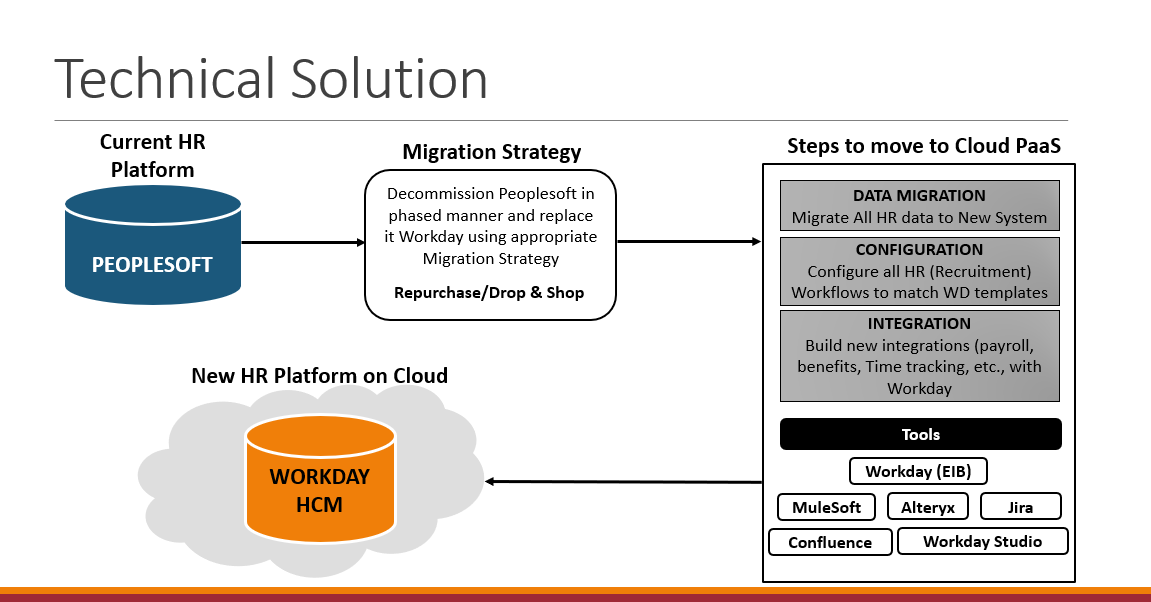 Technical Solution
Current HR
Platform
PEOPLESOFT
Migration Strategy
Decommission Peoplesoft in
phased manner and replace
it Workday using appropriate
Migration Strategy
Repurchase/Drop & Shop
Steps to move to Cloud PaaS
DATA MIGRATION
Migrate All HR data to New System
CONFIGURATION
Configure all HR (Recruitment)
Workflows to match WD templates
INTEGRATION
Build new integrations (payroll,
benefits, Time tracking, etc., with
Workday
Tools
Workday (EIB)
MuleSoft
Alteryx
Jira
Confluence
Workday Studio
New HR Platform on Cloud
WORKDAY
HCM